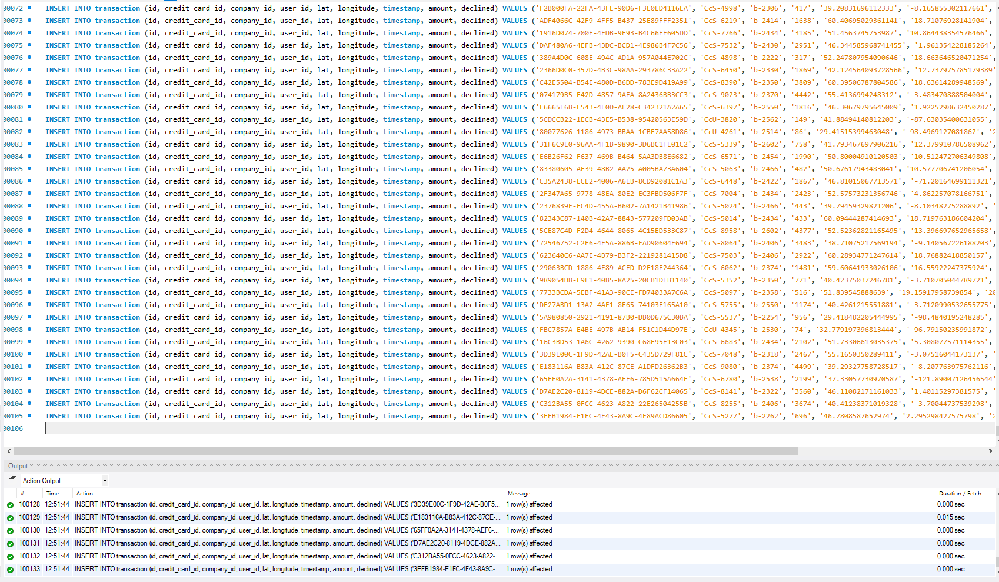 00072 INSERT INTO transaction (id, credit_card_id, company_id, user_id, lat, longitude, timestamp, amount, declined) VALUES ('F2B000FA-22FA-43FE-90D6-F3E0ED4116EA', 'CcS-4998', 'b-2306', '417', '39.20831696112333', '-8.165855302117661',
00073 INSERT INTO transaction (id, credit_card_id, company_id, user_id, lat, longitude, timestamp, amount, declined) VALUES ('ADF4066C-42F9-4FF5-B437-25E89FFF2351', 'CcS-6219', 'b-2414', '1638', '60.40695029361141', '18.71076928141904',
00074 INSERT INTO transaction (id, credit_card_id, company_id, user_id, lat, longitude, timestamp, amount, declined) VALUES ('1916D074-700E-4FDB-9E93-B4C66EF605DD', 'CcS-7766', 'b-2434', '3185', '51.4563745753987', '10.864438354576466',
00075 INSERT INTO transaction (id, credit_card_id, company_id, user_id, lat, longitude, timestamp, amount, declined) VALUES ('DAF480A6-4EFB-43DC-BCD1-4E986B4F7C56', 'CcS-7532', 'b-2430', '2951', '46.344585968741455', '1.961354228185264',
00076 INSERT INTO transaction (id, credit_card_id, company_id, user_id, lat, longitude, timestamp, amount, declined) VALUES ('389A4D0C-608E-494C-AD1A-957A044E702C', 'CcS-4898', 'b-2222', '317', '52.247807954090646', '18.663646520471254',
00077 INSERT INTO transaction (id, credit_card_id, company_id, user_id, lat, longitude, timestamp, amount, declined) VALUES ('2366D0C0-357D-4B3C-98AA-293786C33A22', 'CcS-6450', 'b-2330', '1869', '42.124564093728566', '12.737975785179389'
00078 INSERT INTO transaction (id, credit_card_id, company_id, user_id, lat, longitude, timestamp, amount, declined) VALUES ('C42E5504-B54E-480D-B6DD-783E9D419A99', 'CcS-8390', 'b-2350', '3809', '60.39506787804586', '18.63614289948569',
00079 INSERT INTO transaction (id, credit_card_id, company_id, user_id, lat, longitude, timestamp, amount, declined) VALUES ('074179B5-F42D-4857-9AEA-8A2436BB3CC3', 'CcS-9023', 'b-2370', '4442', '55.4136994248312', '-3.483470888504004',
00080 INSERT INTO transaction (id, credit_card_id, company_id, user_id, lat, longitude, timestamp, amount, declined) VALUES ('F6665E6B-E543-4E0D-AE28-C342321A2A65', 'CcS-6397', 'b-2550', '1816', '46.30679795645009', '1.9225298632450287',
00081 INSERT INTO transaction (id, credit_card_id, company_id, user_id, lat, longitude, timestamp, amount, declined) VALUES ('5CDCCB22-1ECB-43E5-B538-95420563E59D', 'CcU-3820', 'b-2562', '149', '41.88494140812203', '-87.63035400631055',
00082 INSERT INTO transaction (id, credit_card_id, company_id, user_id, lat, longitude, timestamp, amount, declined) VALUES ('80077626-1186-4973-BBAA-1CBE7AA58D86', 'CcU-4261', 'b-2514', '86', '29.41515399463048', '-98.4969127081862', '2
00083 INSERT INTO transaction (id, credit_card_id, company_id, user_id, lat, longitude, timestamp, amount, declined) VALUES ('31F6C9E0-96AA-4F1B-9890-3D6BC1FE01C2', 'CcS-5339', 'b-2602', '758', '41.793467697906216', '12.379910786508962',
00084 INSERT INTO transaction (id, credit_card_id, company_id, user_id, lat, longitude, timestamp, amount, declined) VALUES ('E6B26F62-F637-469B-B464-5AA3DB8E6682', 'CcS-6571', 'b-2454', '1990', '50.80004910120503', '10.512472706349808',
00085 INSERT INTO transaction (id, credit_card_id, company_id, user_id, lat, longitude, timestamp, amount, declined) VALUES ('83380605-AE39-48B2-AA25-A005BA73A604', 'CcS-5063', 'b-2466', '482', '50.67617943483041', '10.577706741206054',
00086 INSERT INTO transaction (id, credit_card_id, company_id, user_id, lat, longitude, timestamp, amount, declined) VALUES ('C35A2438-ECE2-4006-A6EB-8CD92081C1A3', 'CcS-6448', 'b-2422', '1867', '46.81015067713571', '-71.20164699111321',
00087 INSERT INTO transaction (id, credit_card_id, company_id, user_id, lat, longitude, timestamp, amount, declined) VALUES ('2F347A65-9778-48EA-80E2-EC3FBD506F7F', 'CcS-7004', 'b-2434', '2423', '52.57573231356746', '4.862257078166751',
00088 INSERT INTO transaction (id, credit_card_id, company_id, user_id, lat, longitude, timestamp, amount, declined) VALUES ('2376839F-EC4D-455A-B602-7A1421B41986', 'CcS-5024', 'b-2466', '443', '39.79459329821206', '-8.10348275288892', '
00089 INSERT INTO transaction (id, credit_card_id, company_id, user_id, lat, longitude, timestamp, amount, declined) VALUES ('82343C87-140B-42A7-8843-577209FD03AB', 'CcS-5014', 'b-2434', '433', '60.09444287414693', '18.719763186604204',
00090 INSERT INTO transaction (id, credit_card_id, company_id, user_id, lat, longitude, timestamp, amount, declined) VALUES ('5CE87C4D-F2D4-4644-8065-4C15ED533C87', 'CcS-8958', 'b-2602', '4377', '52.52362821165495', '13.396697652965658',
00091 INSERT INTO transaction (id, credit_card_id, company_id, user_id, lat, longitude, timestamp, amount, declined) VALUES ('72546752-C2F6-4E5A-886B-EAD90604F694', 'CcS-8064', 'b-2406', '3483', '38.71075217569194', '-9.140567226188203',
00092 INSERT INTO transaction (id, credit_card_id, company_id, user_id, lat, longitude, timestamp, amount, declined) VALUES ('623640C6-AA7E-4B79-B3F2-2219281415D8', 'CcS-7503', 'b-2406', '2922', '60.28934771247614', '18.76882418850157',
00093 INSERT INTO transaction (id, credit_card_id, company_id, user_id, lat, longitude, timestamp, amount, declined) VALUES ('29063BCD-1886-4E89-ACED-D2E18F244364', 'CcS-6062', 'b-2374', '1481', '59.60641933026106', '16.55922247375924',
00094 INSERT INTO transaction (id, credit_card_id, company_id, user_id, lat, longitude, timestamp, amount, declined) VALUES ('989054DB-E9E1-40B5-8A25-20CB1DEB1140', 'CcS-5352', 'b-2350', '771', '40.42375037246781', '-3.710705044789721',
00095 INSERT INTO transaction (id, credit_card_id, company_id, user_id, lat, longitude, timestamp, amount, declined) VALUES ('7733BCDA-5EBF-41A3-90CE-FD74033A7C6A', 'CcS-5097', 'b-2358', '516', '51.839545888639', '19.15917958739854', '20
00096 INSERT INTO transaction (id, credit_card_id, company_id, user_id, lat, longitude, timestamp, amount, declined) VALUES ('DF27ABD1-13A2-4AE1-8E65-74103F165A10', 'CcS-5755', 'b-2550', '1174', '40.4261215551881', '-3.7120990532655775',
00097 INSERT INTO transaction (id, credit_card_id, company_id, user_id, lat, longitude, timestamp, amount, declined) VALUES ('5A980850-2921-4191-87B0-DB0D675C30BA', 'CcS-5537', 'b-2254', '956', '29.418482205444995', '-98.4840195248285',
00098 INSERT INTO transaction (id, credit_card_id, company_id, user_id, lat, longitude, timestamp, amount, declined) VALUES ('FBC7857A-E4BE-497B-AB14-F51C1D44D97E', 'CcU-4345', 'b-2530', '74', '32.779197396813444', '-96.79150235991872',
00099 INSERT INTO transaction (id, credit_card_id, company_id, user_id, lat, longitude, timestamp, amount, declined) VALUES ('16C3BD53-1A6C-4262-9390-C68F95F13C03', 'CcS-6683', 'b-2434', '2102', '51.73306613035375', '5.308077571114355',
00100 INSERT INTO transaction (id, credit_card_id, company_id, user_id, lat, longitude, timestamp, amount, declined) VALUES ('3D39E00C-1F9D-42AE-B0F5-C435D729F81C', 'CcS-7048', 'b-2318', '2467', '55.1650350289411', '-3.07516044173137', '
00101 INSERT INTO transaction (id, credit_card_id, company_id, user_id, lat, longitude, timestamp, amount, declined) VALUES ('E183116A-B83A-412C-87CE-A1DFD26362B3', 'CcS-9080', 'b-2374', '4499', '39.29327758728517', '-8.207763975762116',
00102 INSERT INTO transaction (id, credit_card_id, company_id, user_id, lat, longitude, timestamp, amount, declined) VALUES ('65FF0A2A-3141-4378-AEF6-785D515A664E', 'CcS-6780', 'b-2538', '2199', '37.33057730970587', '-121.89007126456544'
00103 INSERT INTO transaction (id, credit_card_id, company_id, user_id, lat, longitude, timestamp, amount, declined) VALUES ('D7AE2C20-8119-4DCE-882A-D6F62CF14065', 'CcS-8141', 'b-2322', '3560', '46.11082171161033', '1.40115297381575', '
00104 INSERT INTO transaction (id, credit_card_id, company_id, user_id, lat, longitude, timestamp, amount, declined) VALUES ('C312BA55-0FCC-4623-A822-22E26504255B', 'CcS-8255', 'b-2406', '3674', '40.41238371019328', '-3.70044737539298', '
00105 INSERT INTO transaction (id, credit_card_id, company_id, user_id, lat, longitude, timestamp, amount, declined) VALUES ('3EFB1984-E1FC-4F43-8A9C-4E89ACD86605', 'CcS-5277', 'b-2262', '696', '46.7808587652974', '2.295298427575798', '2
00106
Output
Action Output
# Time Action Message Duration / Fetch
100128 12:51:44 INSERT INTO transaction (id, credit_card_id, company_id, user_id, lat, longitude, timestamp, amount, declined) VALUES ('3D39E00C-1F9D-42AE-B0F5... 1 row(s) affected 0.000 sec
100129 12:51:44 INSERT INTO transaction (id, credit_card_id, company_id, user_id, lat, longitude, timestamp, amount, declined) VALUES ('E183116A-B83A-412C-87CE-... 1 row(s) affected 0.015 sec
100130 12:51:44 INSERT INTO transaction (id, credit_card_id, company_id, user_id, lat, longitude, timestamp, amount, declined) VALUES ('65FF0A2A-3141-4378-AEF6-... 1 row(s) affected 0.000 sec
100131 12:51:44 INSERT INTO transaction (id, credit_card_id, company_id, user_id, lat, longitude, timestamp, amount, declined) VALUES ('D7AE2C20-8119-4DCE-882A... 1 row(s) affected 0.000 sec
100132 12:51:44 INSERT INTO transaction (id, credit_card_id, company_id, user_id, lat, longitude, timestamp, amount, declined) VALUES ('C312BA55-0FCC-4623-A822-... 1 row(s) affected 0.000 sec
100133 12:51:44 INSERT INTO transaction (id, credit_card_id, company_id, user_id, lat, longitude, timestamp, amount, declined) VALUES ('3EFB1984-E1FC-4F43-8A9C-... 1 row(s) affected 0.000 sec